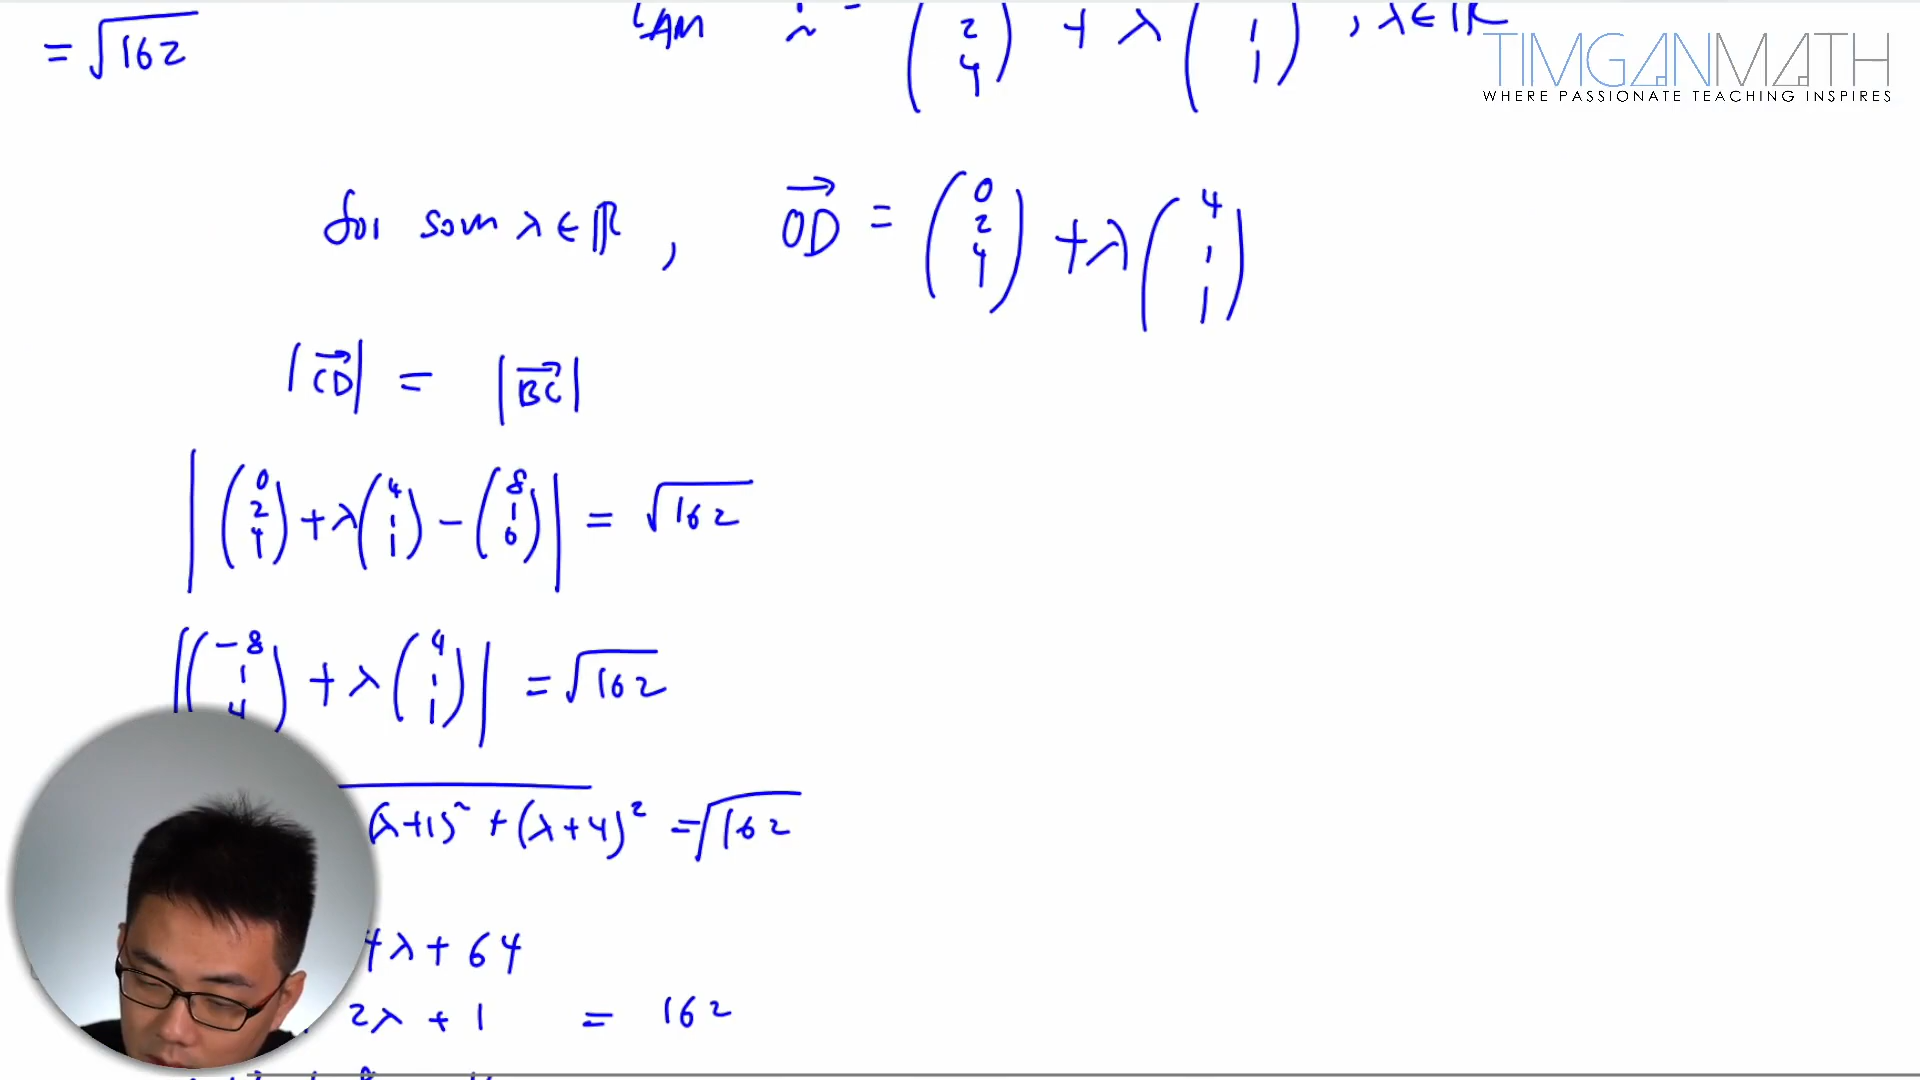 = √162
l_AM r = ( 2 4 ) + λ ( 1 1 ) , λ ∈ ℝ
TIMGANMATH
WHERE PASSIONATE TEACHING INSPIRES
for som λ ∈ ℝ , OD→ = ( 0 2 4 ) + λ ( 4 1 1 )
|CD→| = |BC→|
| ( 0 2 4 ) + λ ( 4 1 1 ) − ( 8 1 0 ) | = √162
| ( −8 1 4 ) + λ ( 4 1 1 ) | = √162
(λ+1)² + (λ+4)² = √162
4λ + 64
2λ + 1 = 162